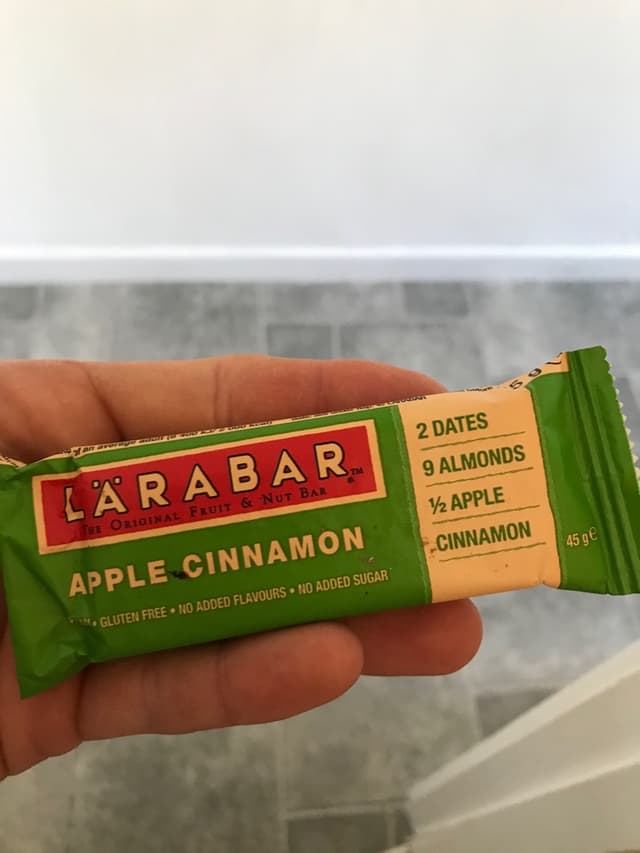 LÄRABAR™
THE ORIGINAL FRUIT & NUT BAR
APPLE CINNAMON
• GLUTEN FREE • NO ADDED FLAVOURS • NO ADDED SUGAR
2 DATES
9 ALMONDS
½ APPLE
CINNAMON
45 g℮